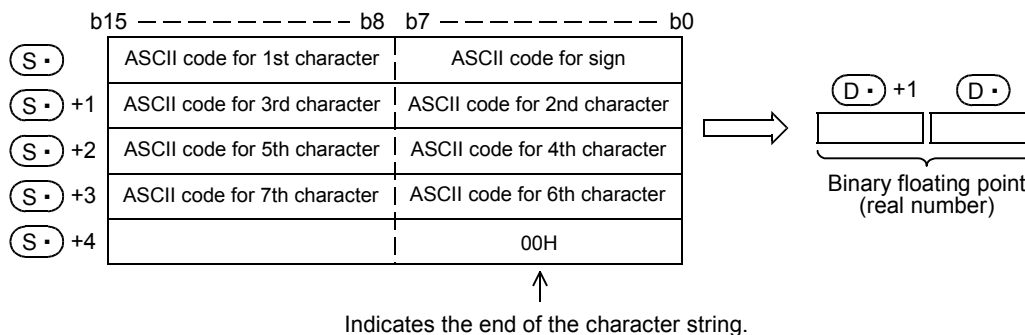 b15 b8 b7 b0
S· ASCII code for 1st character ASCII code for sign
S· +1 ASCII code for 3rd character ASCII code for 2nd character
S· +2 ASCII code for 5th character ASCII code for 4th character
S· +3 ASCII code for 7th character ASCII code for 6th character
S· +4 00H
Indicates the end of the character string.
D· +1 D·
Binary floating point
(real number)